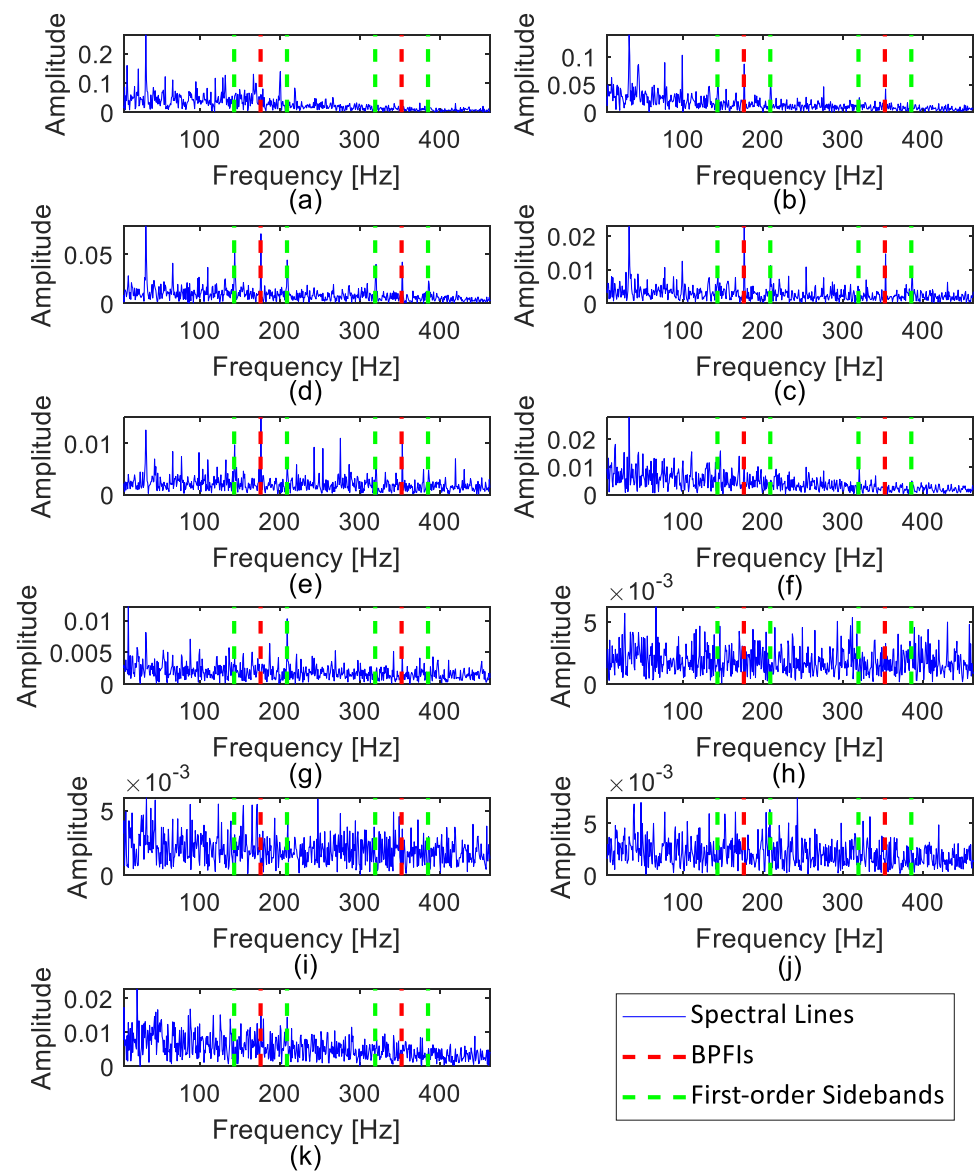 Amplitude
0.2
0.1
0
100 200 300 400
Frequency [Hz]
(a)
Amplitude
0.1
0.05
0
100 200 300 400
Frequency [Hz]
(b)
Amplitude
0.05
0
100 200 300 400
Frequency [Hz]
(d)
Amplitude
0.02
0.01
0
100 200 300 400
Frequency [Hz]
(c)
Amplitude
0.01
0
100 200 300 400
Frequency [Hz]
(e)
Amplitude
0.02
0.01
0
100 200 300 400
Frequency [Hz]
(f)
Amplitude
0.01
0.005
0
100 200 300 400
Frequency [Hz]
(g)
Amplitude
×10⁻³
5
0
100 200 300 400
Frequency [Hz]
(h)
Amplitude
×10⁻³
5
0
100 200 300 400
Frequency [Hz]
(i)
Amplitude
×10⁻³
5
0
100 200 300 400
Frequency [Hz]
(j)
Amplitude
0.02
0.01
0
100 200 300 400
Frequency [Hz]
(k)
Spectral Lines
BPFIs
First-order Sidebands